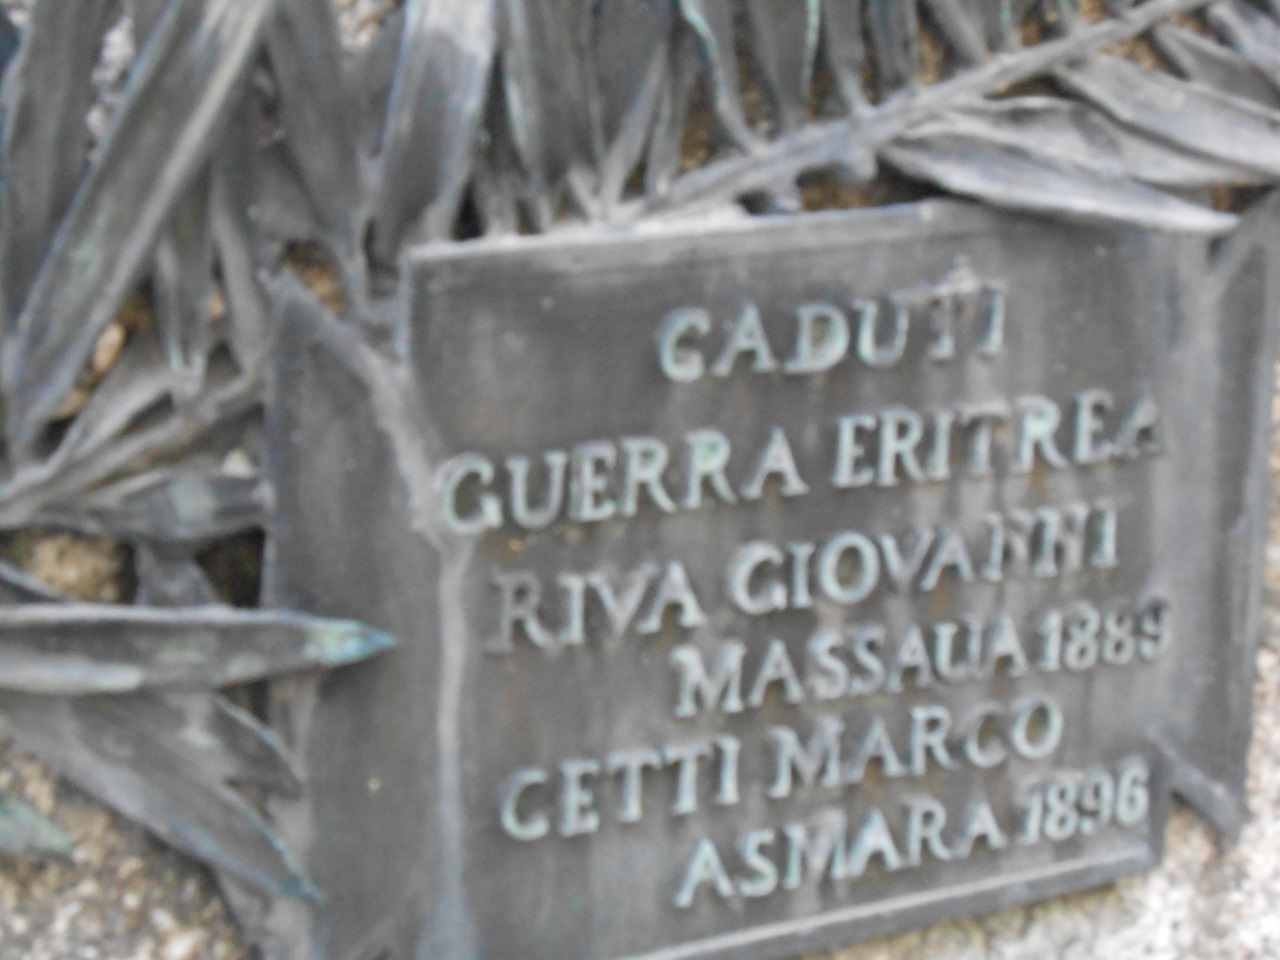 CADUTI
GUERRA ERITREA
RIVA GIOVANNI
MASSAUA 1889
CETTI MARCO
ASMARA 1896